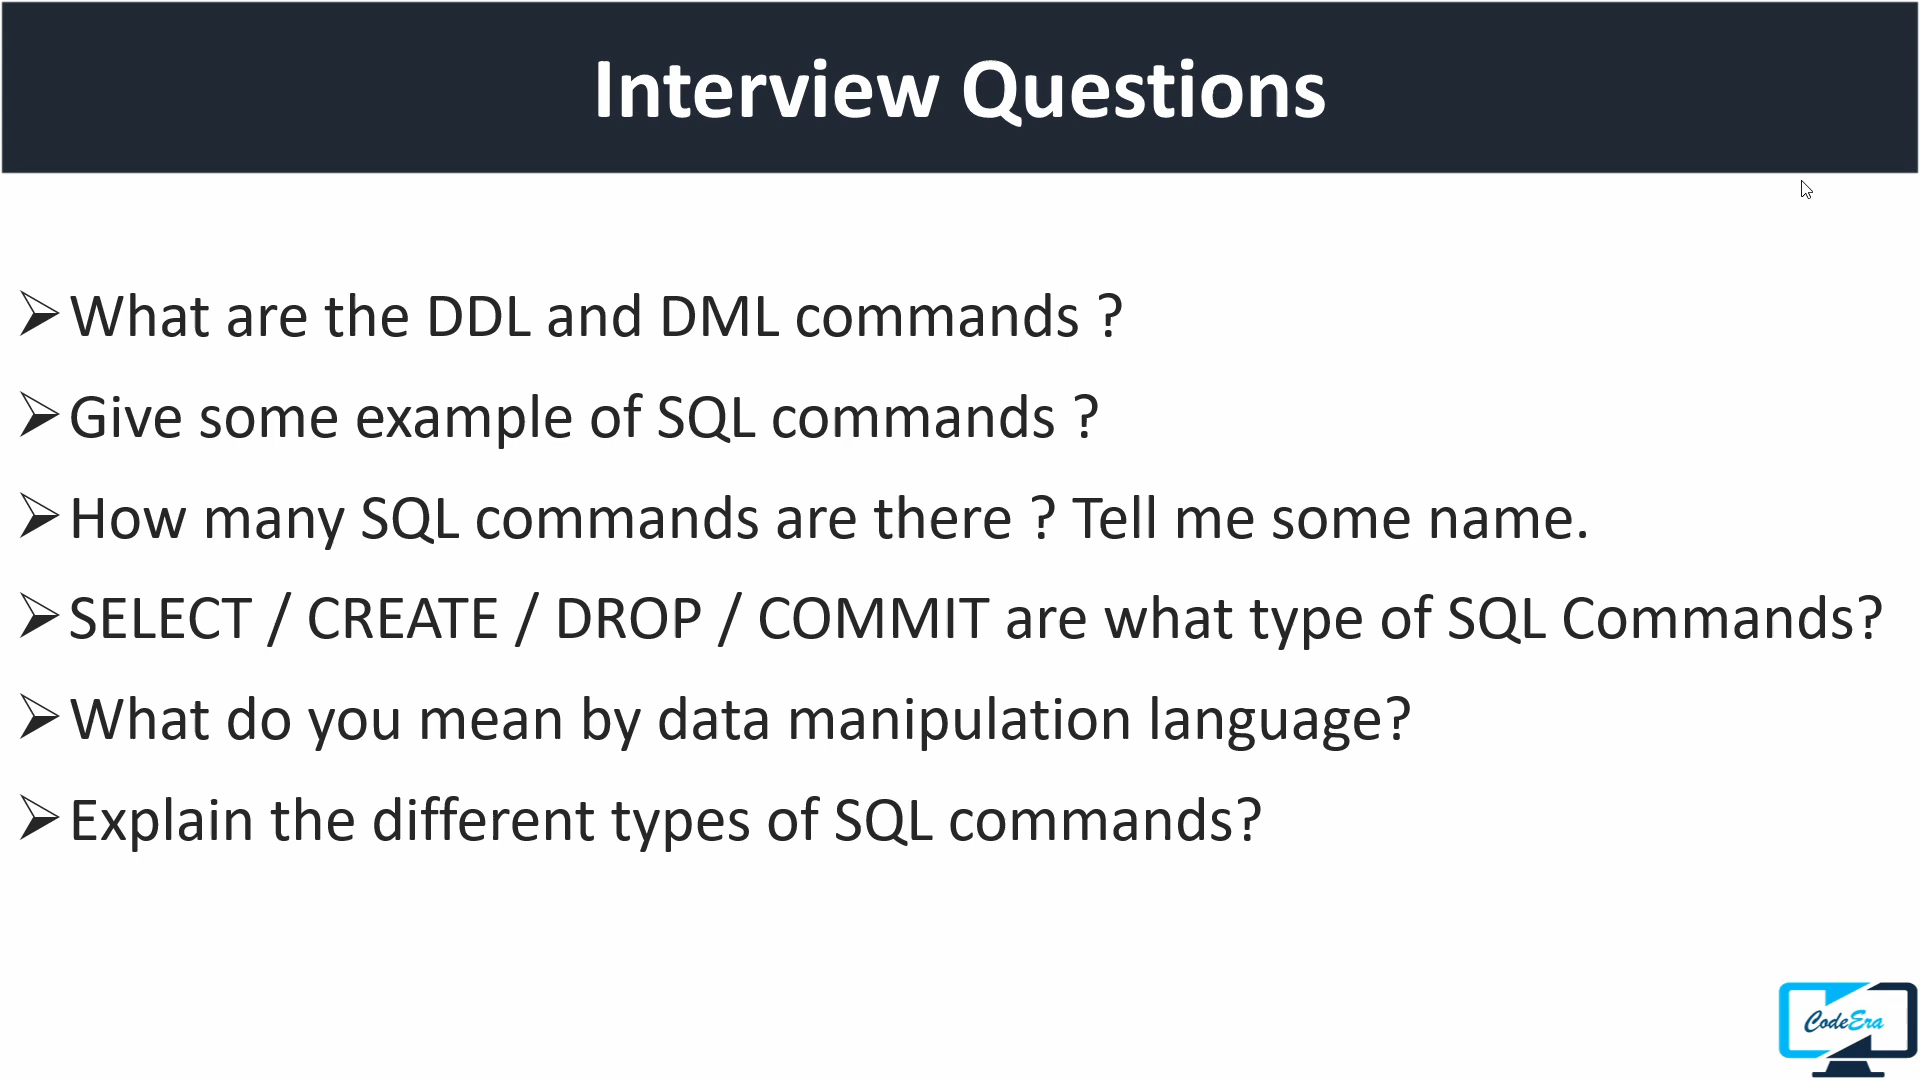 Interview Questions
What are the DDL and DML commands ?
Give some example of SQL commands ?
How many SQL commands are there ? Tell me some name.
SELECT / CREATE / DROP / COMMIT are what type of SQL Commands?
What do you mean by data manipulation language?
Explain the different types of SQL commands?
CodeEra